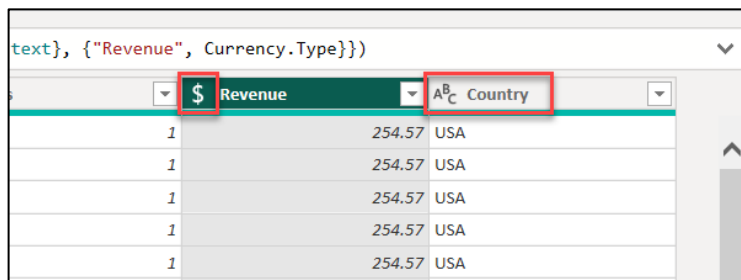 text}, {"Revenue", Currency.Type}})
s $ Revenue ABC Country
1 254.57 USA
1 254.57 USA
1 254.57 USA
1 254.57 USA
1 254.57 USA